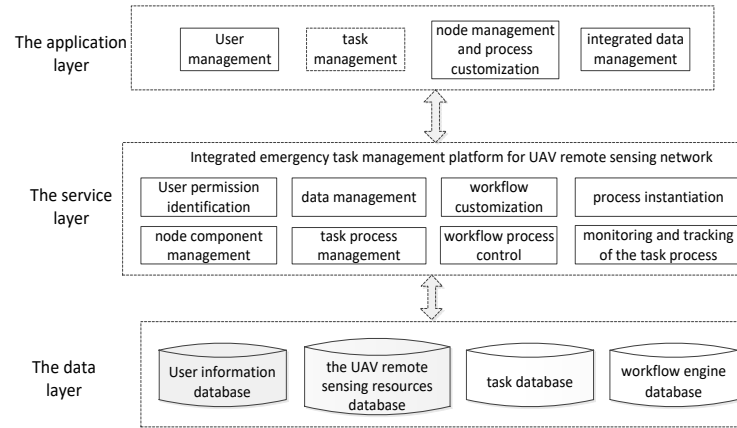 The application
layer
User
management
task
management
node management
and process
customization
integrated data
management
Integrated emergency task management platform for UAV remote sensing network
The service
layer
User permission
identification
data management
workflow
customization
process instantiation
node component
management
task process
management
workflow process
control
monitoring and tracking
of the task process
The data
layer
User information
database
the UAV remote
sensing resources
database
task database
workflow engine
database